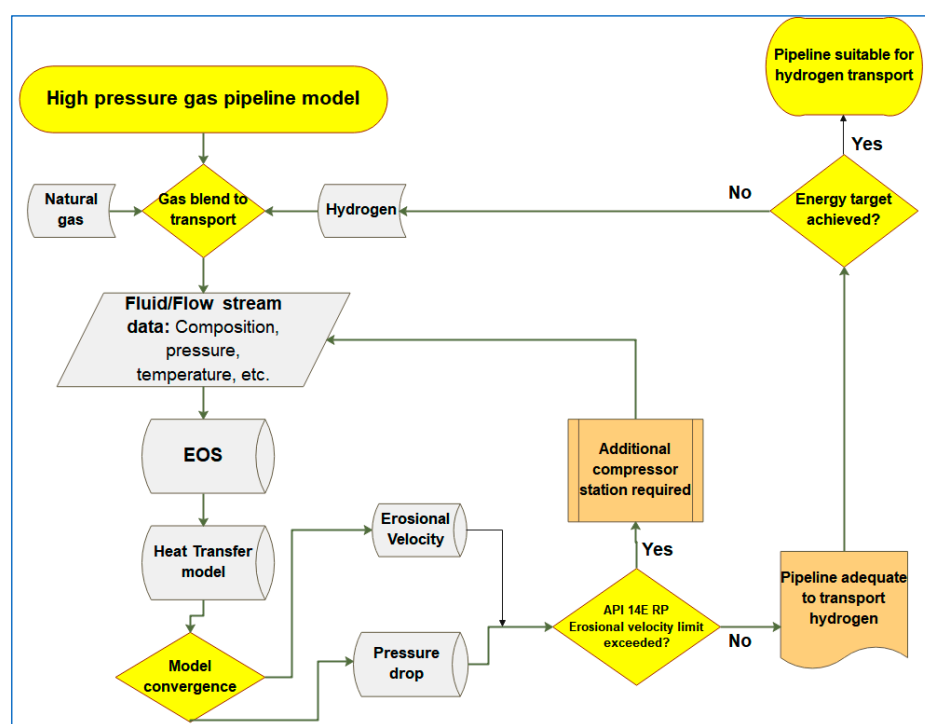 High pressure gas pipeline model
Pipeline suitable for
hydrogen transport
Yes
Natural
gas
Gas blend to
transport
Hydrogen
No
Energy target
achieved?
Fluid/Flow stream
data: Composition,
pressure,
temperature, etc.
EOS
Additional
compressor
station required
Erosional
Velocity
Heat Transfer
model
Yes
API 14E RP
Erosional velocity limit
exceeded?
No
Pipeline adequate
to transport
hydrogen
Model
convergence
Pressure
drop